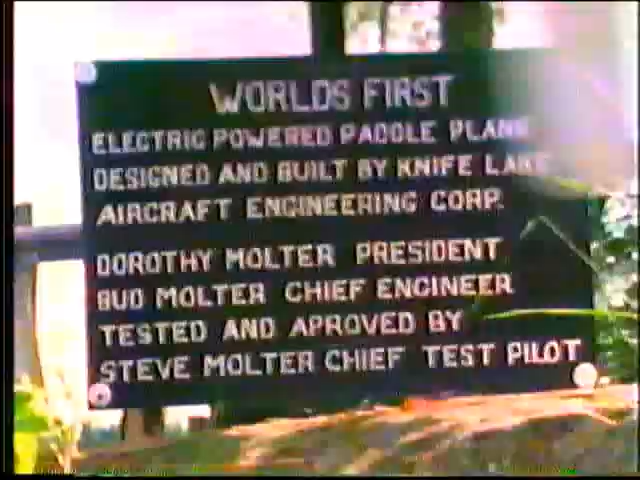 WORLDS FIRST
ELECTRIC POWERED PADDLE PLANE
DESIGNED AND BUILT BY KNIFE LAKE
AIRCRAFT ENGINEERING CORP.
DOROTHY MOLTER PRESIDENT
BUD MOLTER CHIEF ENGINEER
TESTED AND APROVED BY
STEVE MOLTER CHIEF TEST PILOT